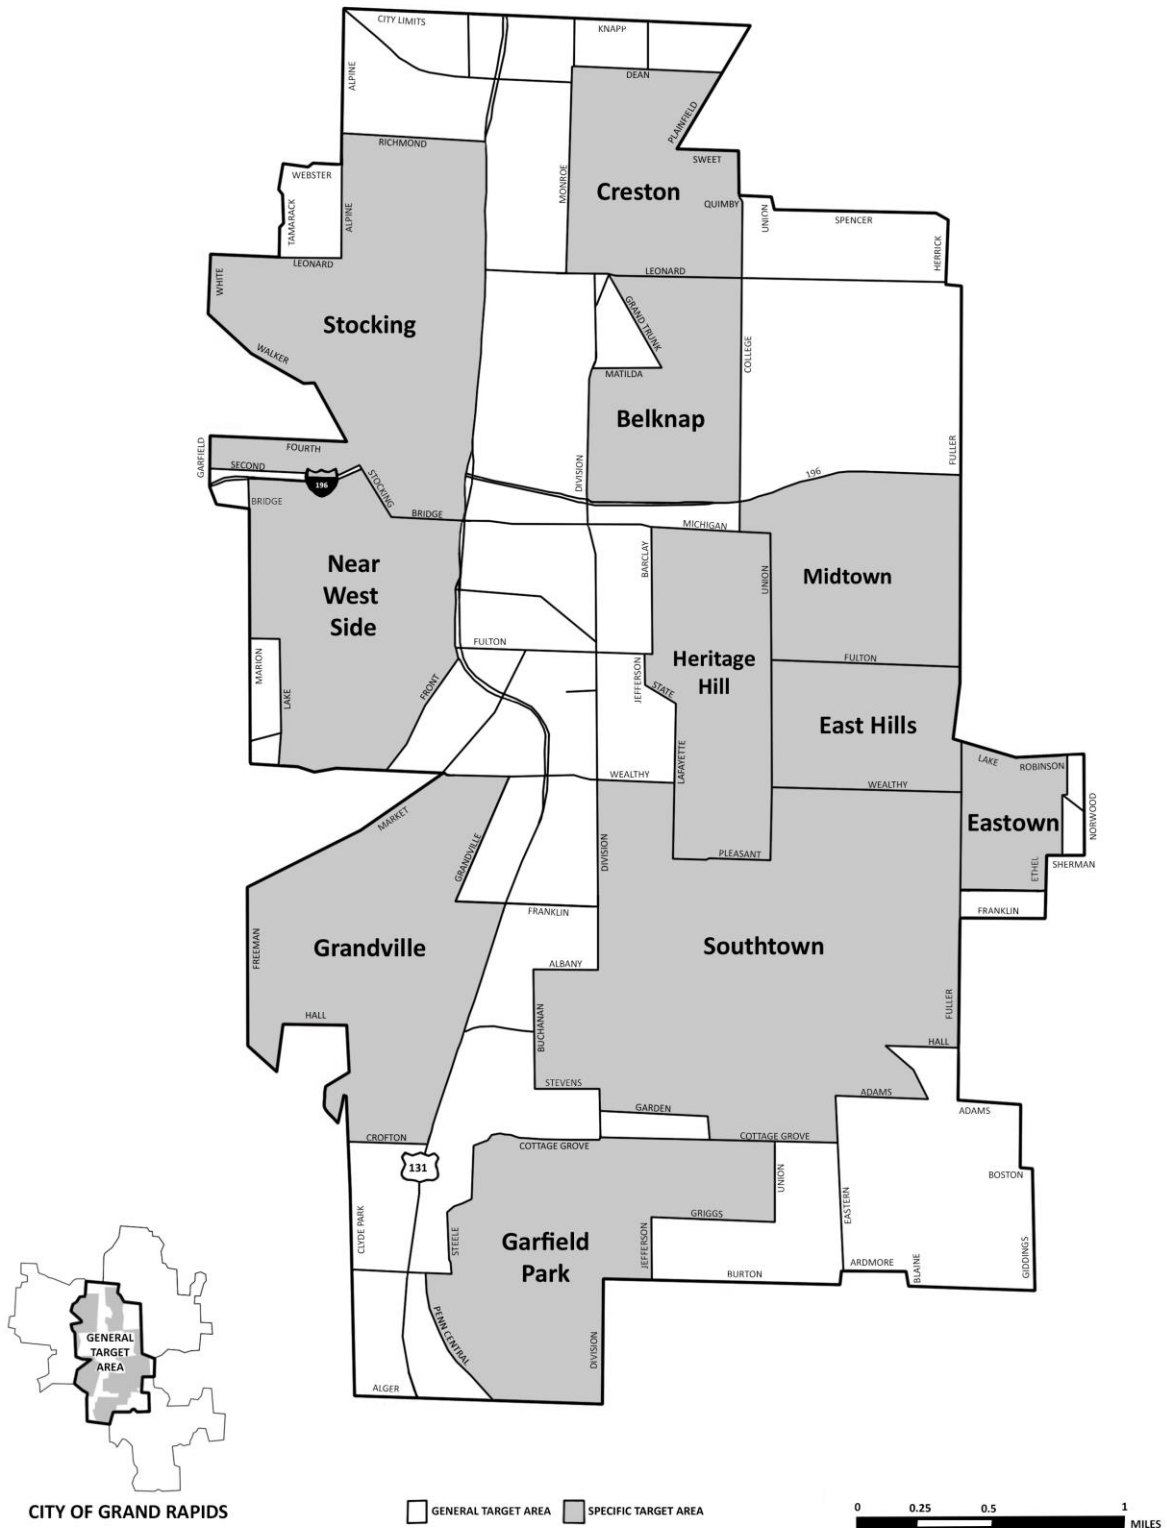 CITY LIMITS
KNAPP
ALPINE
DEAN
PLAINFIELD
RICHMOND
SWEET
WEBSTER
MONROE
Creston
TAMARACK
ALPINE
QUIMBY
UNION
SPENCER
HERRICK
LEONARD
WHITE
LEONARD
GRAND TRUNK
Stocking
WALKER
COLLEGE
MATILDA
Belknap
GARFIELD
FOURTH
FULLER
SECOND
196
STOCKING
DIVISION
196
BRIDGE
BRIDGE
MICHIGAN
Near
West
Side
BARCLAY
UNION
Midtown
FULTON
FULTON
MARION
LAKE
FRONT
JEFFERSON
STATE
Heritage
Hill
East Hills
LAFAYETTE
WEALTHY
WEALTHY
LAKE
ROBINSON
MARKET
GRANDVILLE
DIVISION
Eastown
NORWOOD
PLEASANT
ETHEL
SHERMAN
FRANKLIN
FRANKLIN
FREEMAN
Grandville
Southtown
ALBANY
FULLER
HALL
BUCHANAN
HALL
STEVENS
ADAMS
GARDEN
ADAMS
CROFTON
COTTAGE GROVE
COTTAGE GROVE
131
UNION
BOSTON
CLYDE PARK
STEELE
GRIGGS
EASTERN
Garfield
Park
JEFFERSON
BURTON
ARDMORE
BLAINE
GIDDINGS
PENN CENTRAL
DIVISION
ALGER
GENERAL
TARGET
AREA
CITY OF GRAND RAPIDS
GENERAL TARGET AREA
SPECIFIC TARGET AREA
0 0.25 0.5 1
MILES